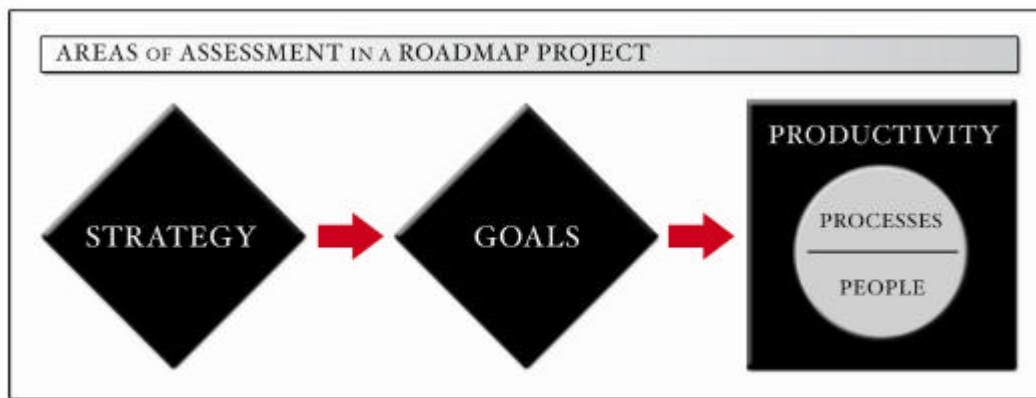 AREAS OF ASSESSMENT IN A ROADMAP PROJECT
STRATEGY
GOALS
PRODUCTIVITY
PROCESSES
PEOPLE